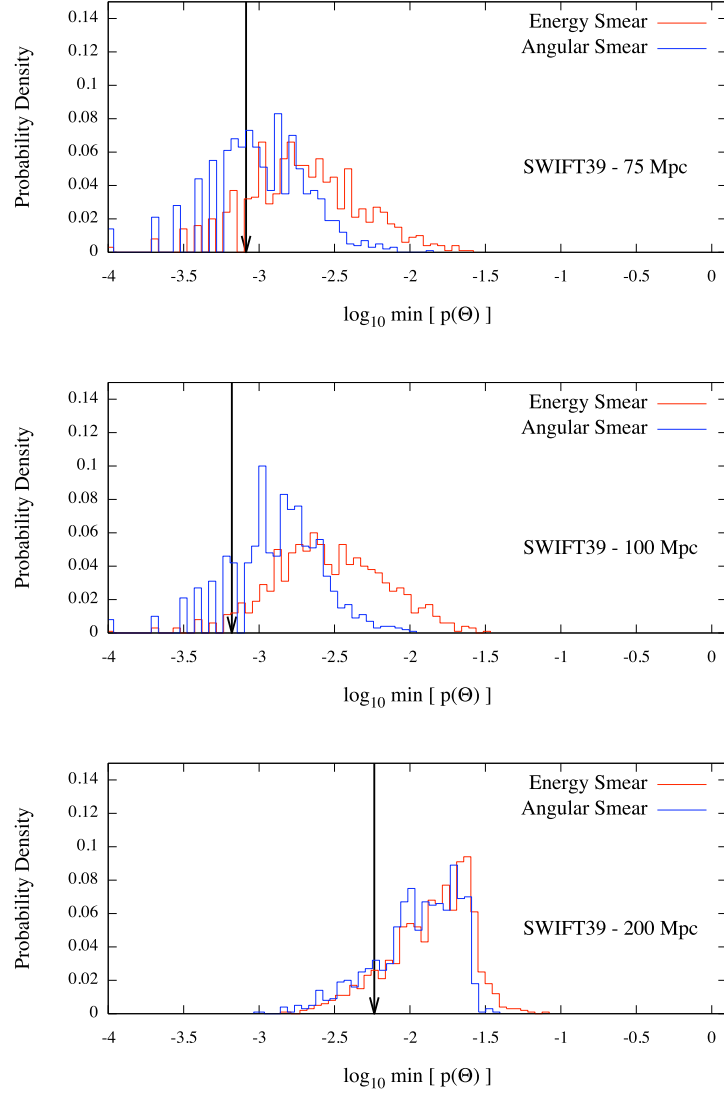 0.14
0.12
0.1
0.08
0.06
0.04
0.02
0
Probability Density
Energy Smear
Angular Smear
SWIFT39 - 75 Mpc
-4 -3.5 -3 -2.5 -2 -1.5 -1 -0.5 0
log10 min [ p(Θ) ]
0.14
0.12
0.1
0.08
0.06
0.04
0.02
0
Probability Density
Energy Smear
Angular Smear
SWIFT39 - 100 Mpc
-4 -3.5 -3 -2.5 -2 -1.5 -1 -0.5 0
log10 min [ p(Θ) ]
0.14
0.12
0.1
0.08
0.06
0.04
0.02
0
Probability Density
Energy Smear
Angular Smear
SWIFT39 - 200 Mpc
-4 -3.5 -3 -2.5 -2 -1.5 -1 -0.5 0
log10 min [ p(Θ) ]